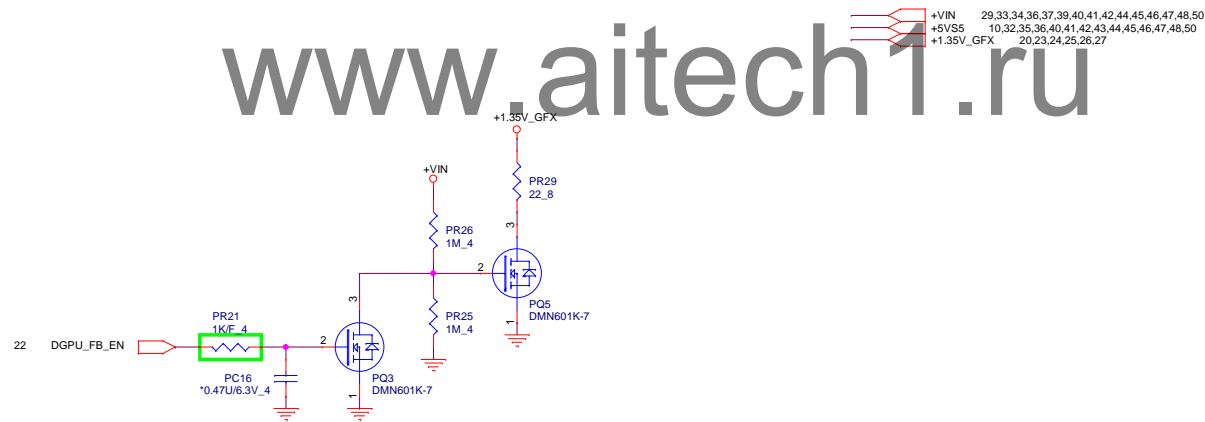 +VIN 29,33,34,36,37,39,40,41,42,44,45,46,47,48,50
+5VS5 10,32,35,36,40,41,42,43,44,45,46,47,48,50
+1.35V_GFX 20,23,24,25,26,27
www.aitech1.ru
+1.35V_GFX
+VIN
PR29
22_8
3
PR26
1M_4
2
3
PQ5
DMN601K-7
1
PR21
1K/F_4
PR25
1M_4
22 DGPU_FB_EN
2
PC16
*0.47U/6.3V_4
PQ3
DMN601K-7
1